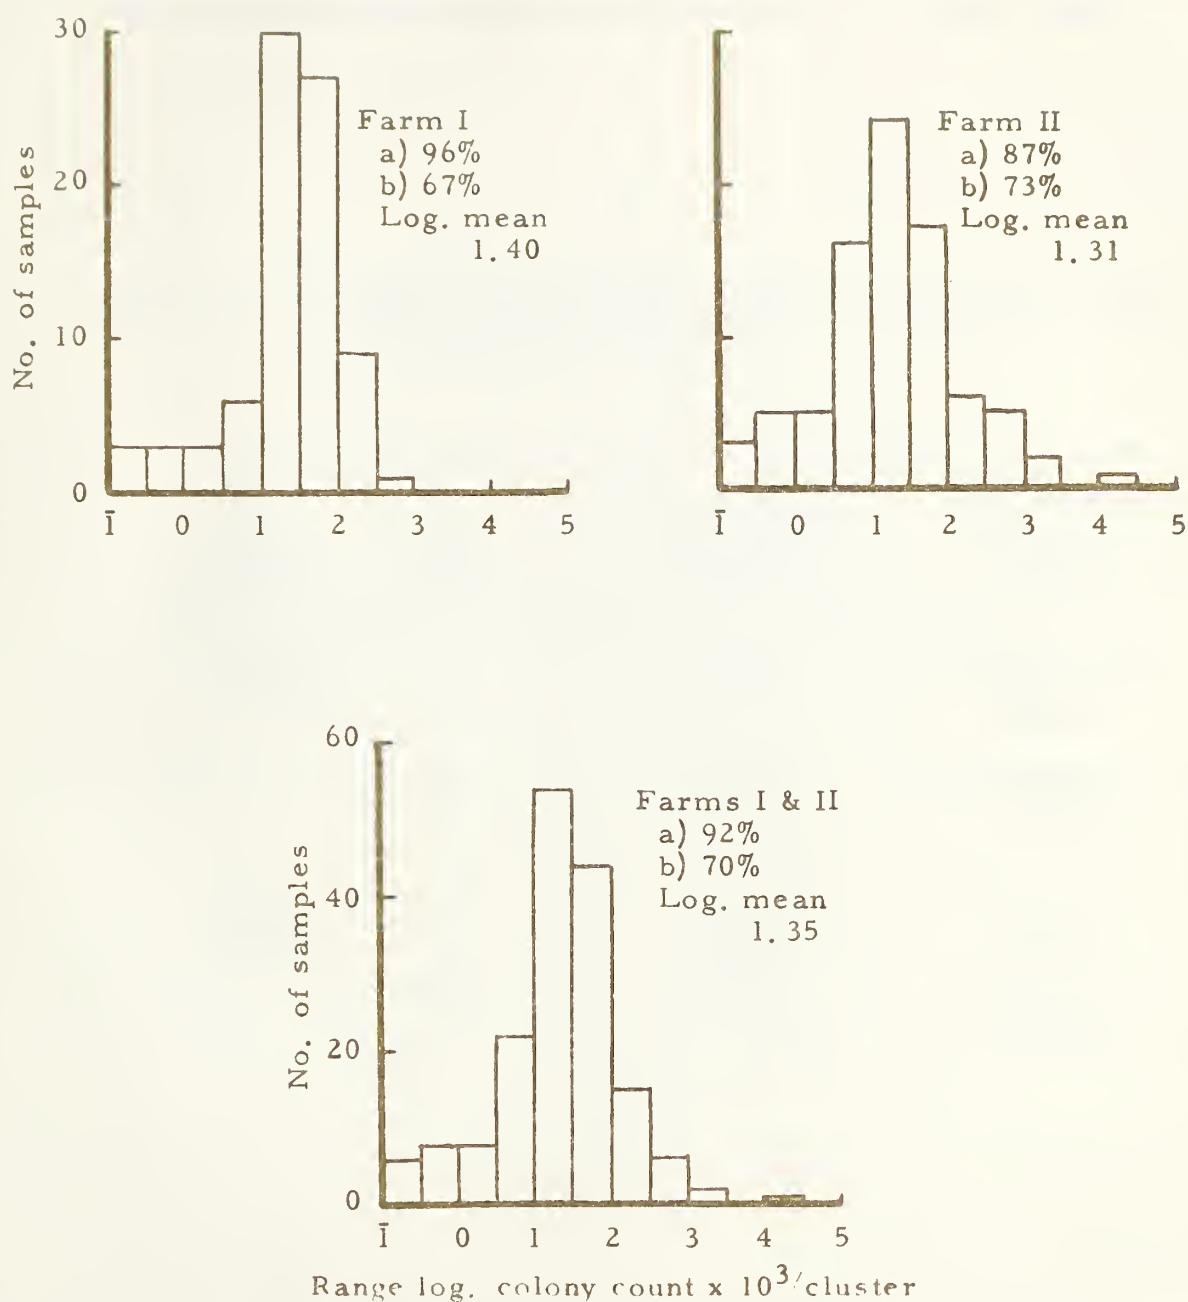 30
20
10
0
No. of samples
Farm I
a) 96%
b) 67%
Log. mean
1.40
1̄ 0 1 2 3 4 5
Farm II
a) 87%
b) 73%
Log. mean
1.31
1̄ 0 1 2 3 4 5
60
40
20
0
No. of samples
Farms I & II
a) 92%
b) 70%
Log. mean
1.35
1̄ 0 1 2 3 4 5
Range log. colony count x 10³/cluster